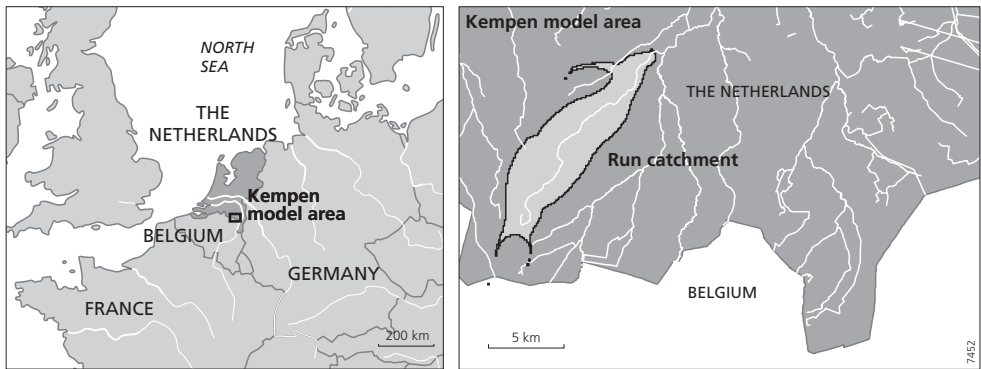 NORTH
SEA
THE
NETHERLANDS
Kempen
model area
BELGIUM
GERMANY
FRANCE
200 km
Kempen model area
THE NETHERLANDS
Run catchment
BELGIUM
5 km
7452